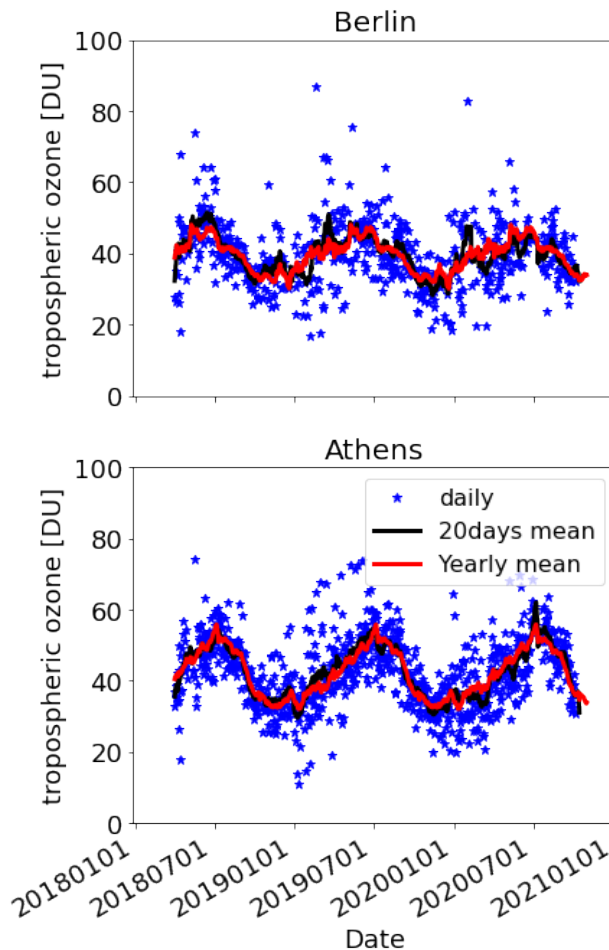 Berlin
tropospheric ozone [DU]
100
80
60
40
20
0
Athens
tropospheric ozone [DU]
100
80
60
40
20
0
daily
20days mean
Yearly mean
20180101
20180701
20190101
20190701
20200101
20200701
20210101
Date